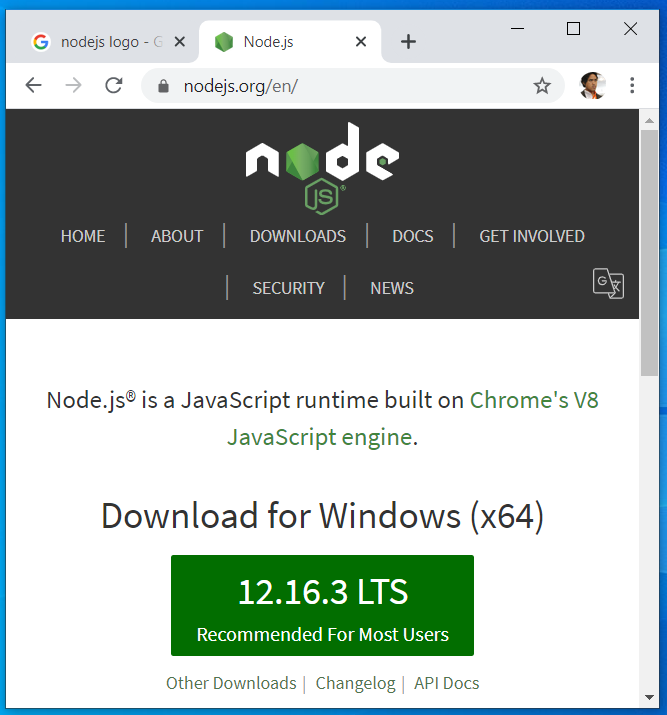 nodejs logo - G
Node.js
nodejs.org/en/
node
JS®
HOME | ABOUT | DOWNLOADS | DOCS | GET INVOLVED
| SECURITY | NEWS
G 文
Node.js® is a JavaScript runtime built on Chrome's V8
JavaScript engine.
Download for Windows (x64)
12.16.3 LTS
Recommended For Most Users
Other Downloads | Changelog | API Docs